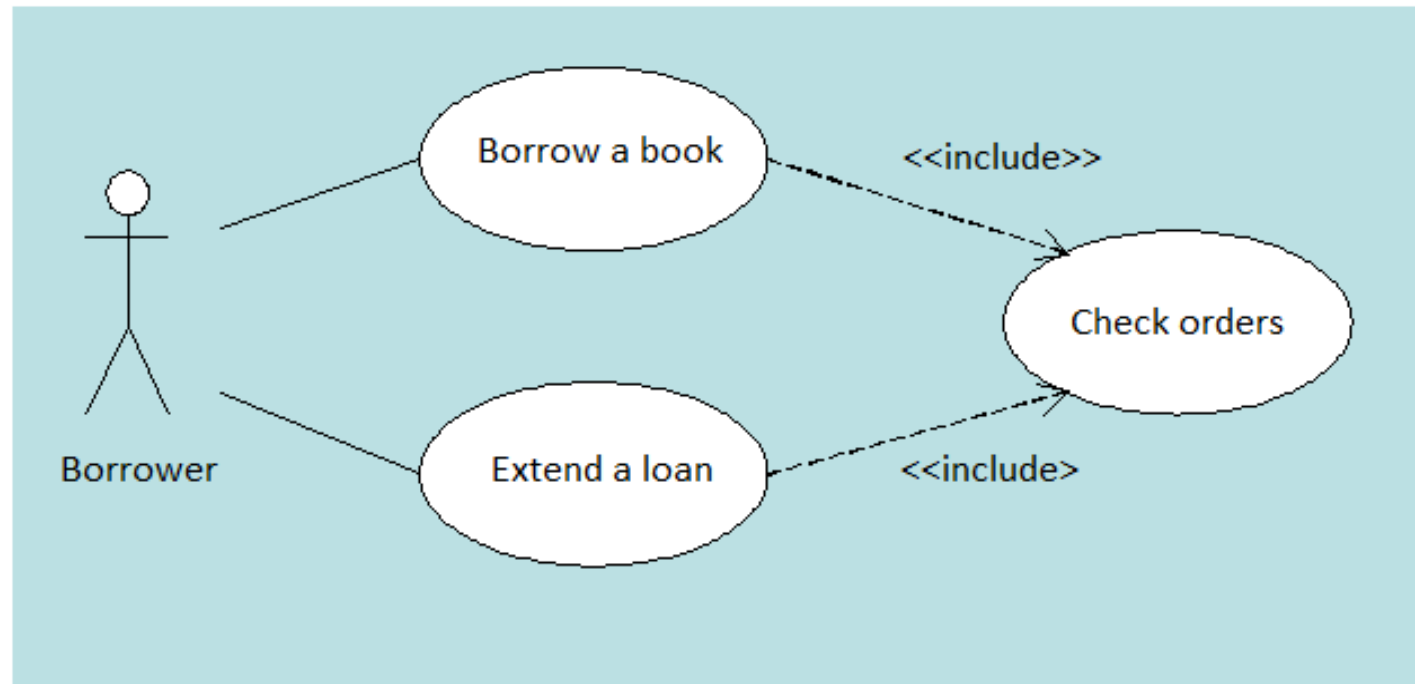 Borrow a book
<<include>>
Check orders
Borrower
Extend a loan
<<include>